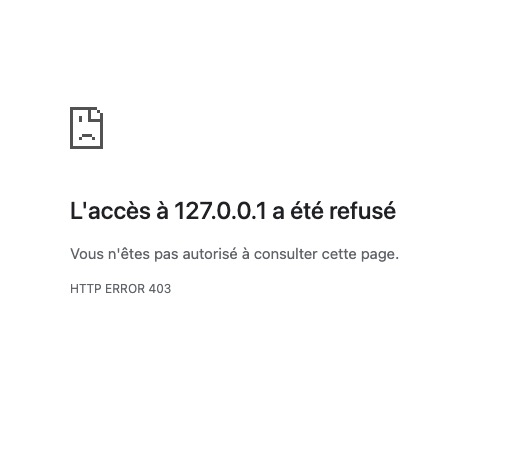 L'accès à 127.0.0.1 a été refusé
Vous n'êtes pas autorisé à consulter cette page.
HTTP ERROR 403